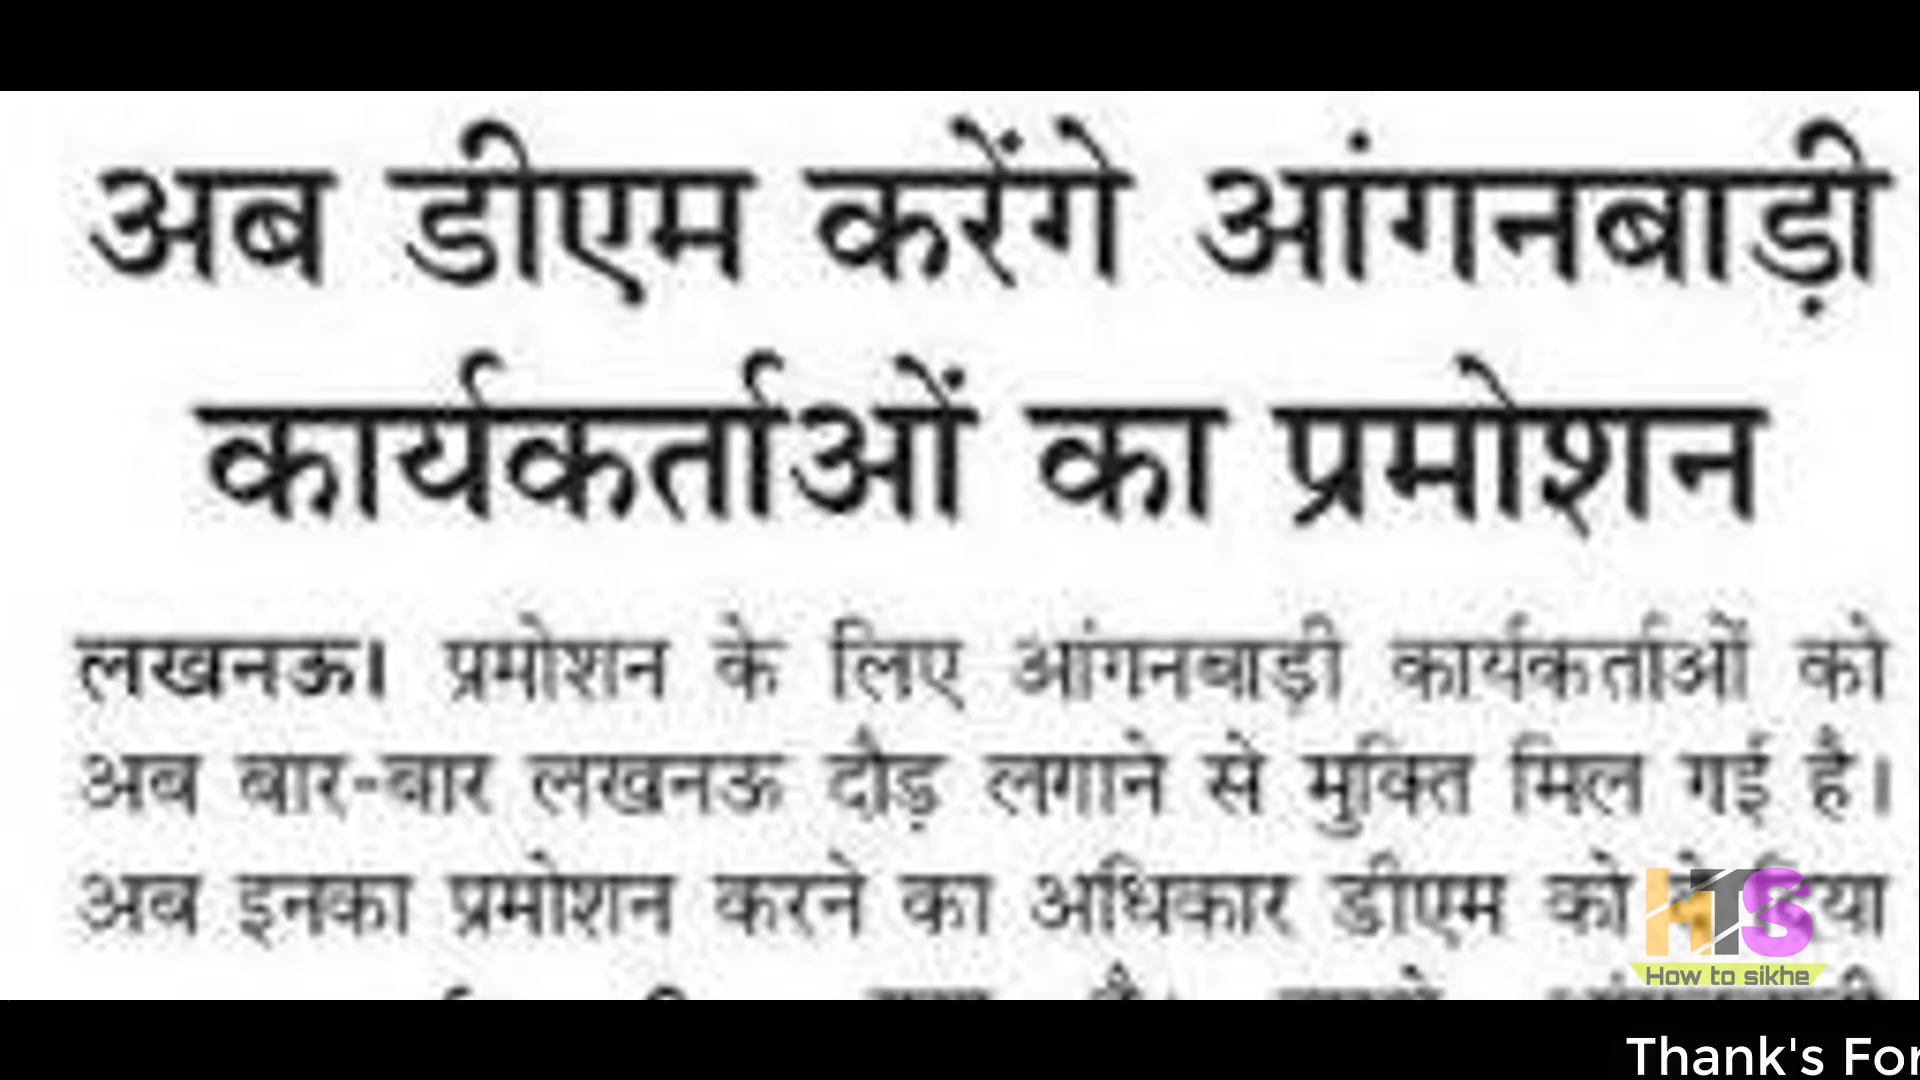 अब डीएम करेंगे आंगनबाड़ी
कार्यकर्ताओं का प्रमोशन
लखनऊ। प्रमोशन के लिए आंगनबाड़ी कार्यकर्ताओं को
अब बार-बार लखनऊ दौड़ लगाने से मुक्ति मिल गई है।
अब इनका प्रमोशन करने का अधिकार डीएम को
HTS
How to sikhe
Thank's For